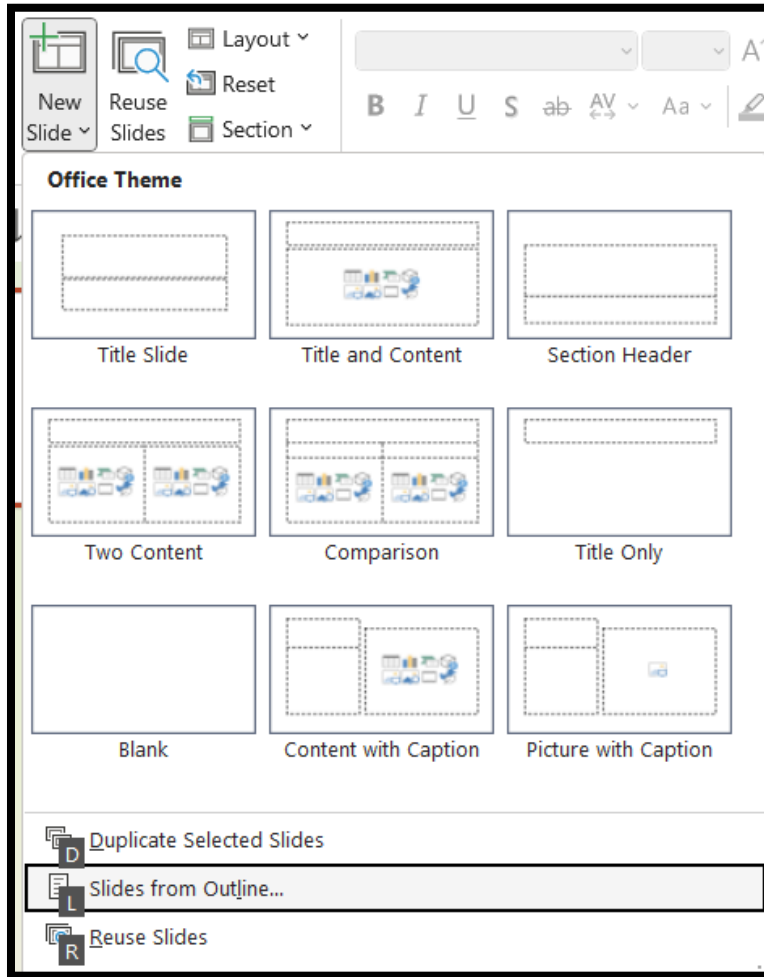 New Slide
Reuse Slides
Layout
Reset
Section
B I U S ab AV Aa A
Office Theme
Title Slide
Title and Content
Section Header
Two Content
Comparison
Title Only
Blank
Content with Caption
Picture with Caption
D Duplicate Selected Slides
L Slides from Outline...
R Reuse Slides